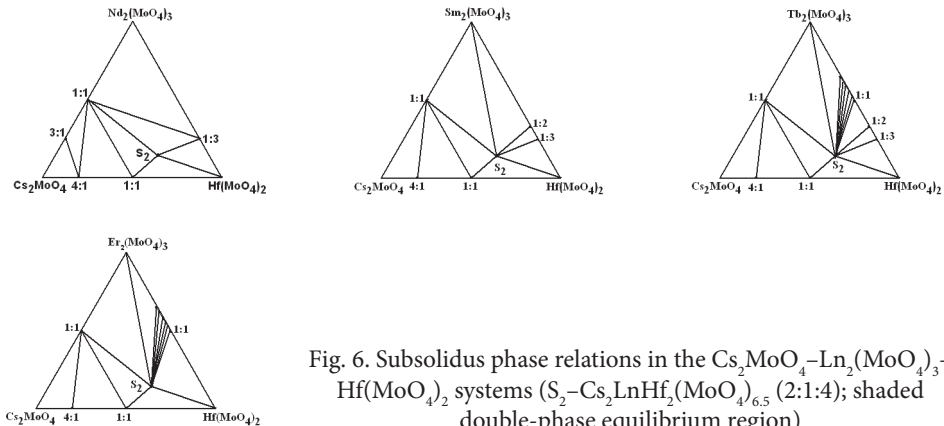 Nd₂(MoO₄)₃
1:1
3:1
1:3
S₂
Cs₂MoO₄ 4:1 1:1 Hf(MoO₄)₂
Sm₂(MoO₄)₃
1:1
1:2
1:3
S₂
Cs₂MoO₄ 4:1 1:1 Hf(MoO₄)₂
Tb₂(MoO₄)₃
1:1 1:1
1:2
1:3
S₂
Cs₂MoO₄ 4:1 1:1 Hf(MoO₄)₂
Er₂(MoO₄)₃
1:1 1:1
S₂
Cs₂MoO₄ 4:1 1:1 Hf(MoO₄)₂
Fig. 6. Subsolidus phase relations in the Cs₂MoO₄–Ln₂(MoO₄)₃–
Hf(MoO₄)₂ systems (S₂–Cs₂LnHf₂(MoO₄)₆.₅ (2:1:4); shaded
double-phase equilibrium region)